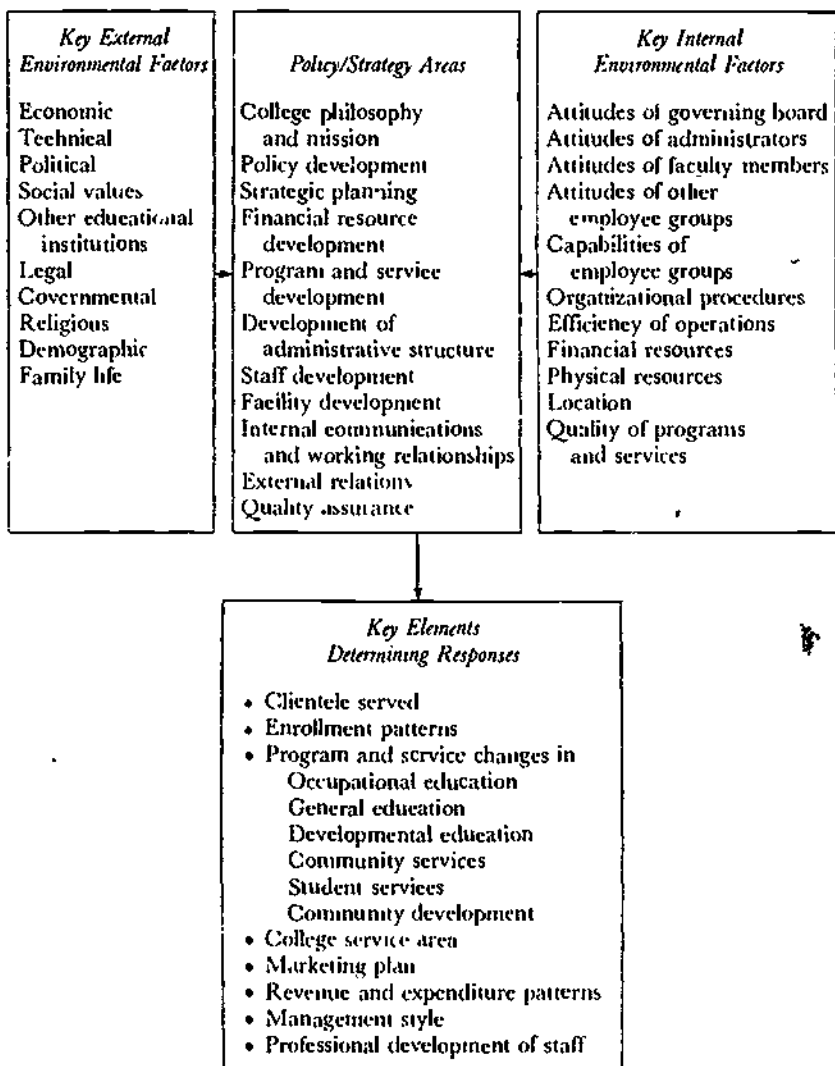 Key External
Environmental Factors
Economic
Technical
Political
Social values
Other educational
institutions
Legal
Governmental
Religious
Demographic
Family life
Policy/Strategy Areas
College philosophy
and mission
Policy development
Strategic planning
Financial resource
development
Program and service
development
Development of
administrative structure
Staff development
Facility development
Internal communications
and working relationships
External relations
Quality assurance
Key Internal
Environmental Factors
Attitudes of governing board
Attitudes of administrators
Attitudes of faculty members
Attitudes of other
employee groups
Capabilities of
employee groups
Organizational procedures
Efficiency of operations
Financial resources
Physical resources
Location
Quality of programs
and services
Key Elements
Determining Responses
• Clientele served
• Enrollment patterns
• Program and service changes in
Occupational education
General education
Developmental education
Community services
Student services
Community development
• College service area
• Marketing plan
• Revenue and expenditure patterns
• Management style
• Professional development of staff